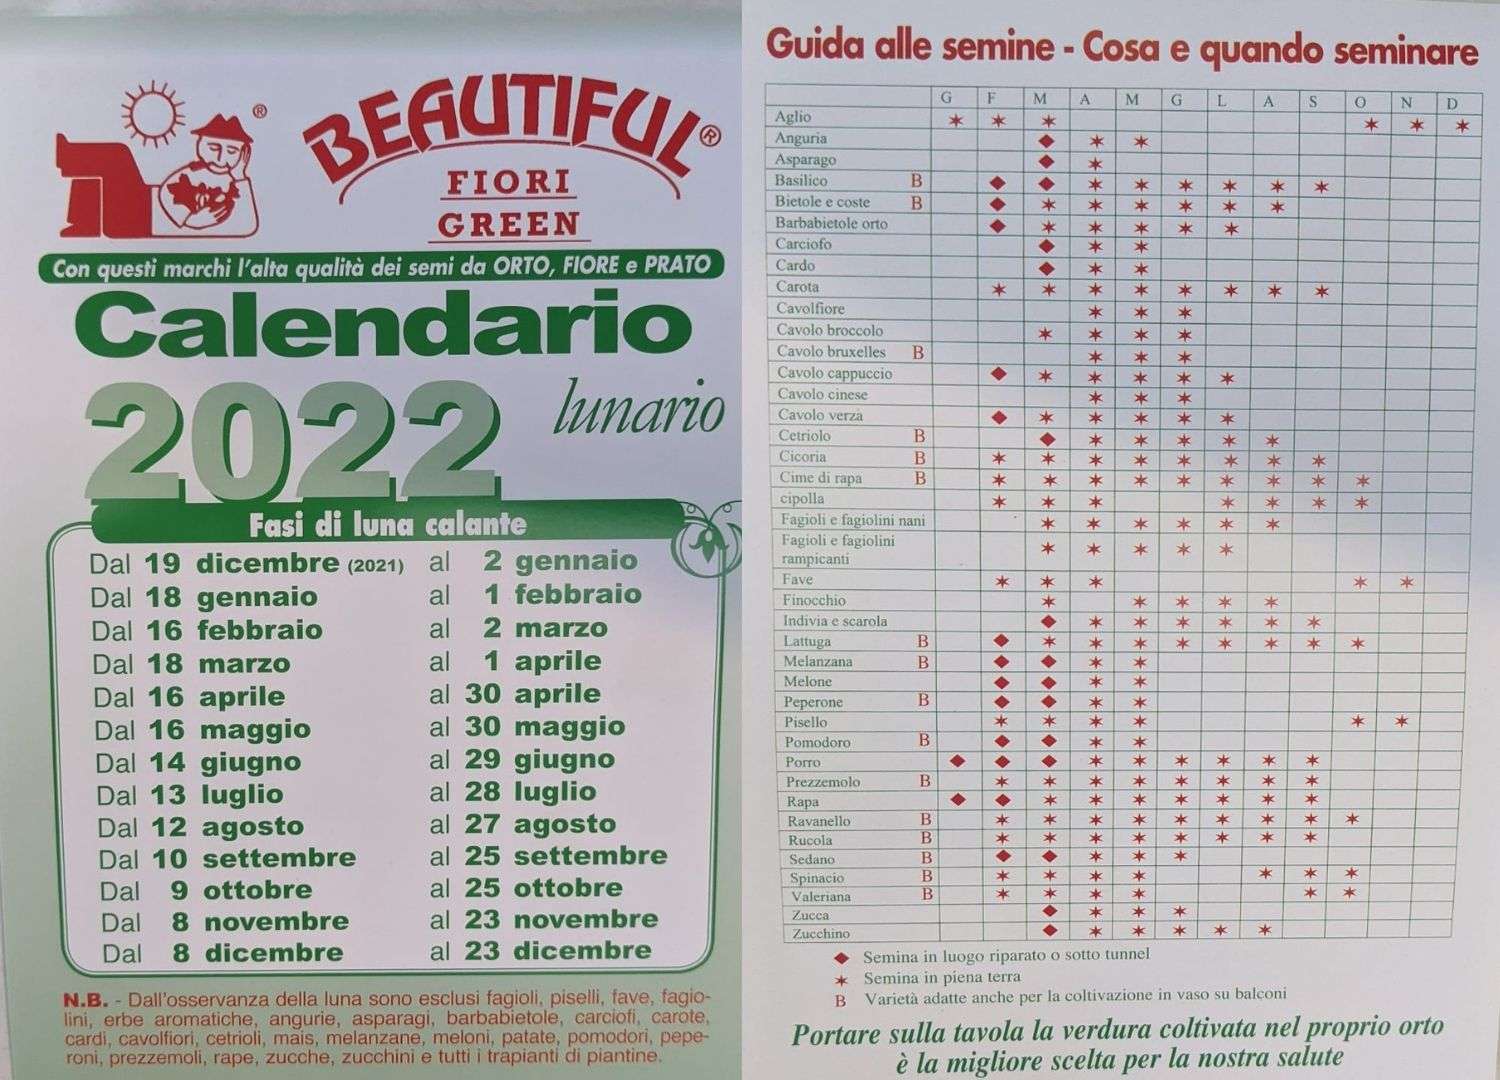 BEAUTIFUL®
®
FIORI
GREEN
Con questi marchi l'alta qualità dei semi da ORTO, FIORE e PRATO
Calendario
2022 lunario
Fasi di luna calante
Dal 19 dicembre (2021) al 2 gennaio
Dal 18 gennaio al 1 febbraio
Dal 16 febbraio al 2 marzo
Dal 18 marzo al 1 aprile
Dal 16 aprile al 30 aprile
Dal 16 maggio al 30 maggio
Dal 14 giugno al 29 giugno
Dal 13 luglio al 28 luglio
Dal 12 agosto al 27 agosto
Dal 10 settembre al 25 settembre
Dal 9 ottobre al 25 ottobre
Dal 8 novembre al 23 novembre
Dal 8 dicembre al 23 dicembre
N.B. - Dall'osservanza della luna sono esclusi fagioli, piselli, fave, fagio-
lini, erbe aromatiche, angurie, asparagi, barbabietole, carciofi, carote,
cardi, cavolfiori, cetrioli, mais, melanzane, meloni, patate, pomodori, pepe-
roni, prezzemoli, rape, zucche, zucchini e tutti i trapianti di piantine.
Guida alle semine - Cosa e quando seminare
G F M A M G L A S O N D
Aglio
Anguria
Asparago
Basilico B
Bietole e coste B
Barbabietole orto
Carciofo
Cardo
Carota
Cavolfiore
Cavolo broccolo
Cavolo bruxelles B
Cavolo cappuccio
Cavolo cinese
Cavolo verza
Cetriolo B
Cicoria B
Cime di rapa B
cipolla
Fagioli e fagiolini nani
Fagioli e fagiolini
rampicanti
Fave
Finocchio
Indivia e scarola
Lattuga B
Melanzana B
Melone
Peperone B
Pisello
Pomodoro B
Porro
Prezzemolo B
Rapa
Ravanello B
Rucola B
Sedano B
Spinacio B
Valeriana B
Zucca
Zucchino
Semina in luogo riparato o sotto tunnel
Semina in piena terra
B Varietà adatte anche per la coltivazione in vaso su balconi
Portare sulla tavola la verdura coltivata nel proprio orto
è la migliore scelta per la nostra salute